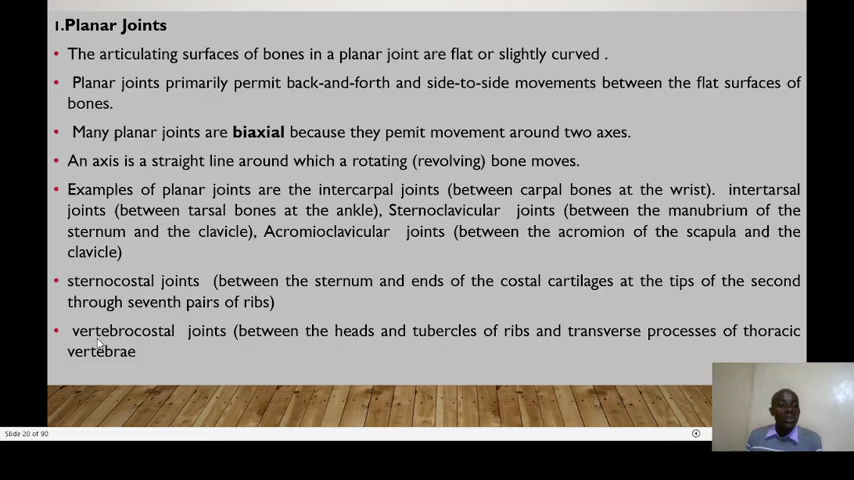 1.Planar Joints
• The articulating surfaces of bones in a planar joint are flat or slightly curved .
• Planar joints primarily permit back-and-forth and side-to-side movements between the flat surfaces of
bones.
• Many planar joints are biaxial because they pemit movement around two axes.
• An axis is a straight line around which a rotating (revolving) bone moves.
• Examples of planar joints are the intercarpal joints (between carpal bones at the wrist). intertarsal
joints (between tarsal bones at the ankle), Sternoclavicular joints (between the manubrium of the
sternum and the clavicle), Acromioclavicular joints (between the acromion of the scapula and the
clavicle)
• sternocostal joints (between the sternum and ends of the costal cartilages at the tips of the second
through seventh pairs of ribs)
• vertebrocostal joints (between the heads and tubercles of ribs and transverse processes of thoracic
vertebrae
Slide 20 of 90